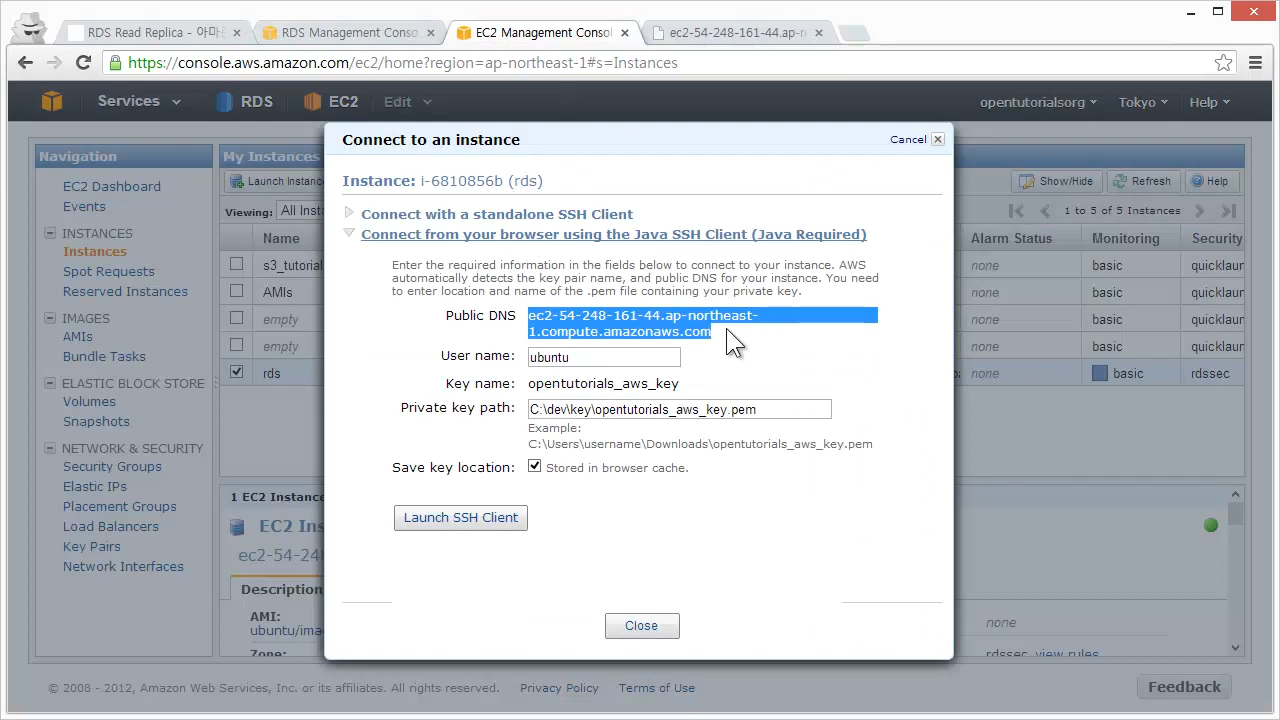 RDS Read Replica - 아마
RDS Management Conso
EC2 Management Consol
ec2-54-248-161-44.ap-n
https://console.aws.amazon.com/ec2/home?region=ap-northeast-1#s=Instances
Services
RDS
EC2
Edit
opentutorialsorg
Tokyo
Help
Navigation
EC2 Dashboard
Events
INSTANCES
Instances
Spot Requests
Reserved Instances
IMAGES
AMIs
Bundle Tasks
ELASTIC BLOCK STORE
Volumes
Snapshots
NETWORK & SECURITY
Security Groups
Elastic IPs
Placement Groups
Load Balancers
Key Pairs
Network Interfaces
My Instances
Launch Instanc
Show/Hide
Refresh
Help
Viewing:
All Insta
1 to 5 of 5 Instances
Name
Alarm Status
Monitoring
Security
s3_tutorial
none
basic
quicklaun
AMIs
none
basic
quicklaun
empty
none
basic
quicklaun
empty
none
basic
quicklaun
rds
none
basic
rdssec
Connect to an instance
Cancel
Instance: i-6810856b (rds)
Connect with a standalone SSH Client
Connect from your browser using the Java SSH Client (Java Required)
Enter the required information in the fields below to connect to your instance. AWS
automatically detects the key pair name, and public DNS for your instance. You need
to enter location and name of the .pem file containing your private key.
Public DNS ec2-54-248-161-44.ap-northeast-
1.compute.amazonaws.com
User name: ubuntu
Key name: opentutorials_aws_key
Private key path: C:\dev\key\opentutorials_aws_key.pem
Example:
C:\Users\username\Downloads\opentutorials_aws_key.pem
Save key location: Stored in browser cache.
Launch SSH Client
Close
1 EC2 Instanc
EC2 Ins
ec2-54-248
Description
AMI:
ubuntu/ima
none
Zone:
rdssec view rules
© 2008 - 2012, Amazon Web Services, Inc. or its affiliates. All rights reserved.
Privacy Policy
Terms of Use
Feedback